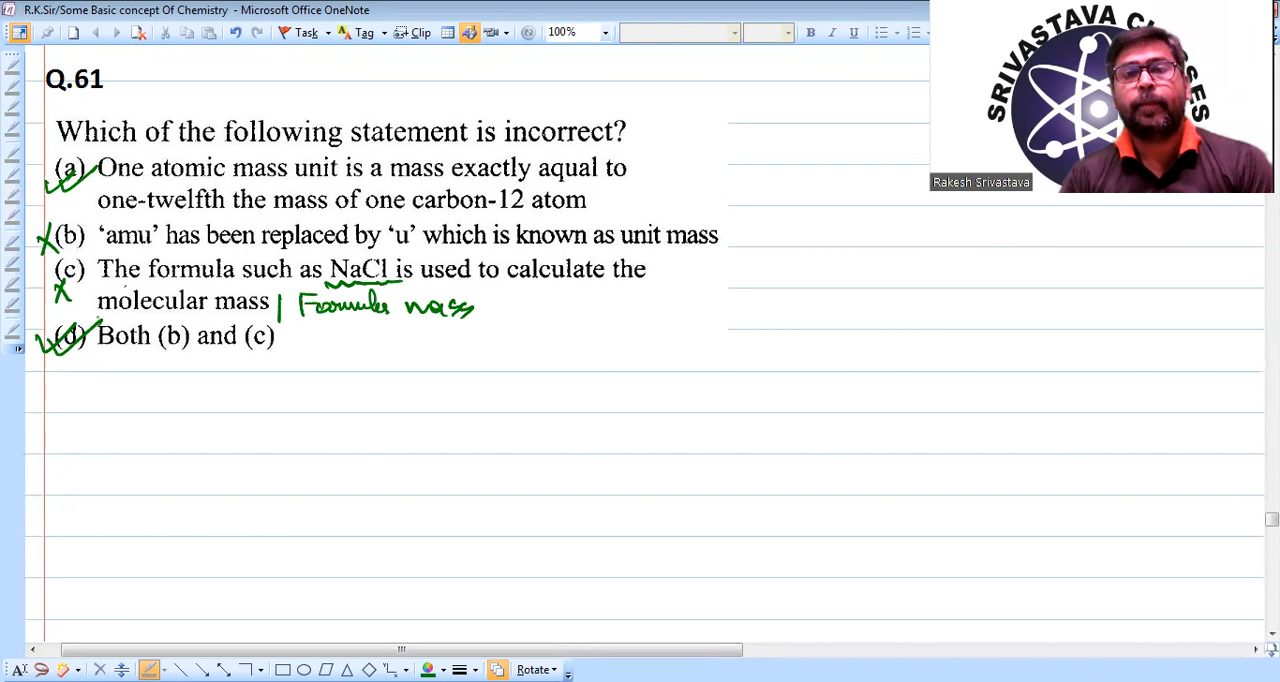 R.K.Sir/Some Basic concept Of Chemistry - Microsoft Office OneNote
Task Tag Clip 100% B I U
SRIVASTAVA CLASSES
Rakesh Srivastava
Q.61
Which of the following statement is incorrect?
(a) One atomic mass unit is a mass exactly aqual to
one-twelfth the mass of one carbon-12 atom
(b) ‘amu’ has been replaced by ‘u’ which is known as unit mass
(c) The formula such as NaCl is used to calculate the
molecular mass | Formula mass
(d) Both (b) and (c)
Rotate